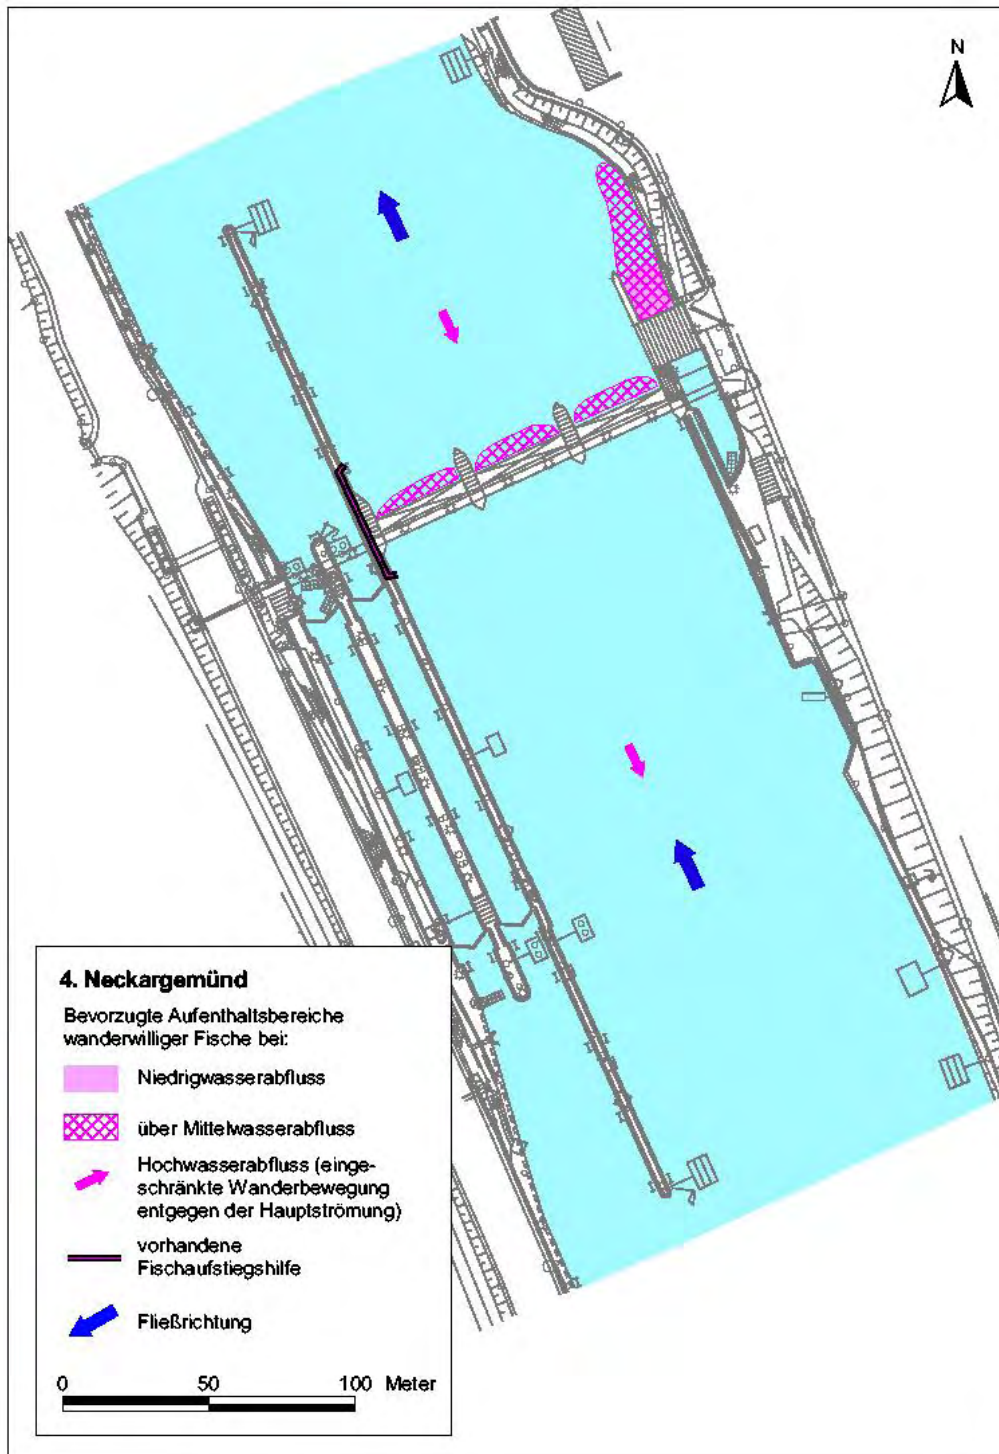 N
4. Neckargemünd
Bevorzugte Aufenthaltsbereiche
wanderwilliger Fische bei:
Niedrigwasserabfluss
über Mittelwasserabfluss
Hochwasserabfluss (einge-
schränkte Wanderbewegung
entgegen der Hauptströmung)
vorhandene
Fischaufstiegshilfe
Fließrichtung
0 50 100 Meter